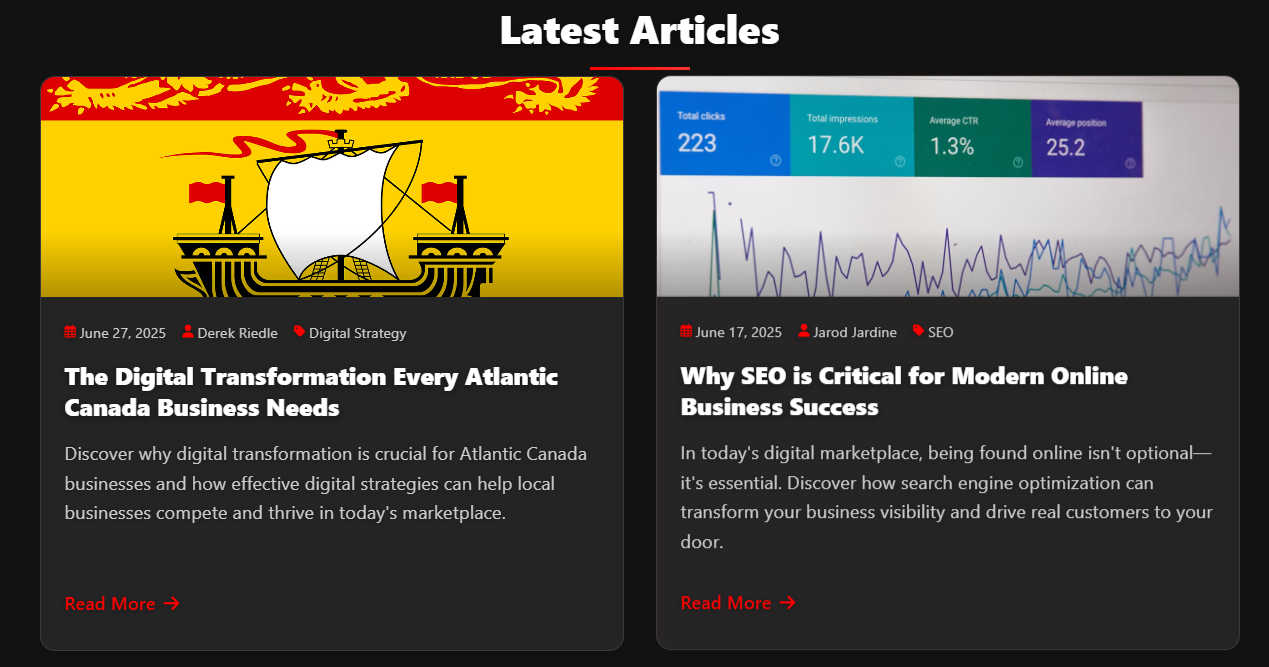 Latest Articles
Total clicks
223
Total impressions
17.6K
Average CTR
1.3%
Average position
25.2
June 27, 2025 Derek Riedle Digital Strategy
The Digital Transformation Every Atlantic
Canada Business Needs
Discover why digital transformation is crucial for Atlantic Canada
businesses and how effective digital strategies can help local
businesses compete and thrive in today's marketplace.
Read More →
June 17, 2025 Jarod Jardine SEO
Why SEO is Critical for Modern Online
Business Success
In today's digital marketplace, being found online isn't optional—
it's essential. Discover how search engine optimization can
transform your business visibility and drive real customers to your
door.
Read More →